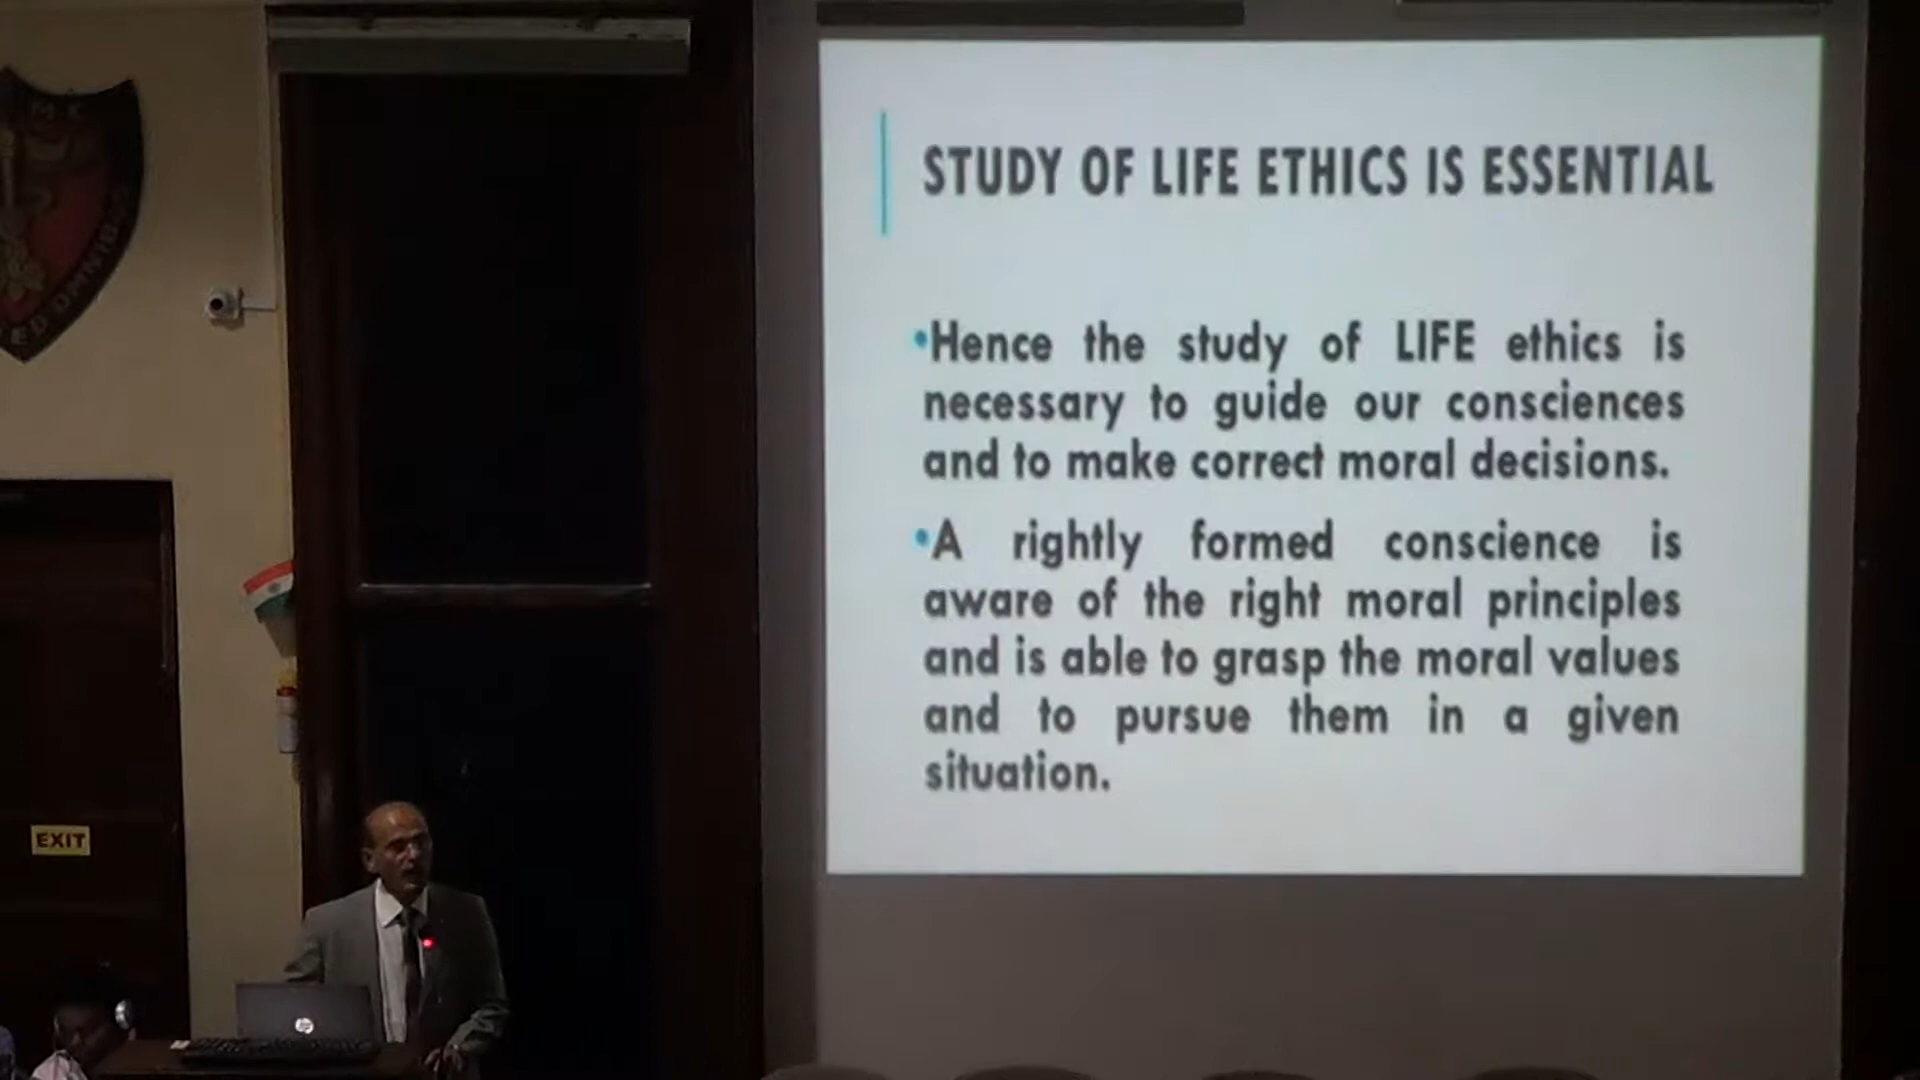 STUDY OF LIFE ETHICS IS ESSENTIAL
•Hence the study of LIFE ethics is
necessary to guide our consciences
and to make correct moral decisions.
•A rightly formed conscience is
aware of the right moral principles
and is able to grasp the moral values
and to pursue them in a given
situation.
EXIT
hp